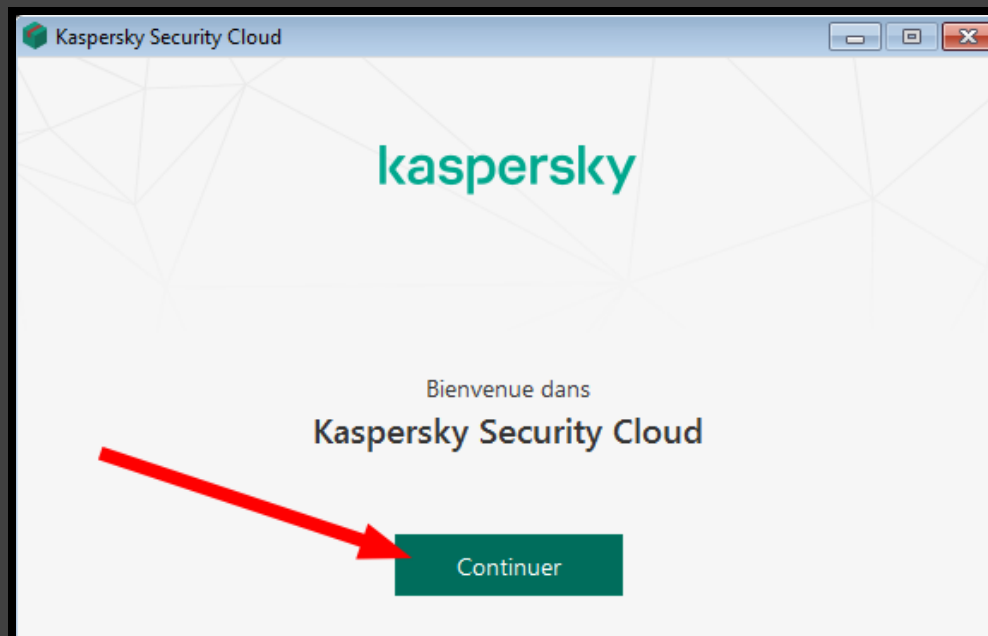 Kaspersky Security Cloud
kaspersky
Bienvenue dans
Kaspersky Security Cloud
Continuer